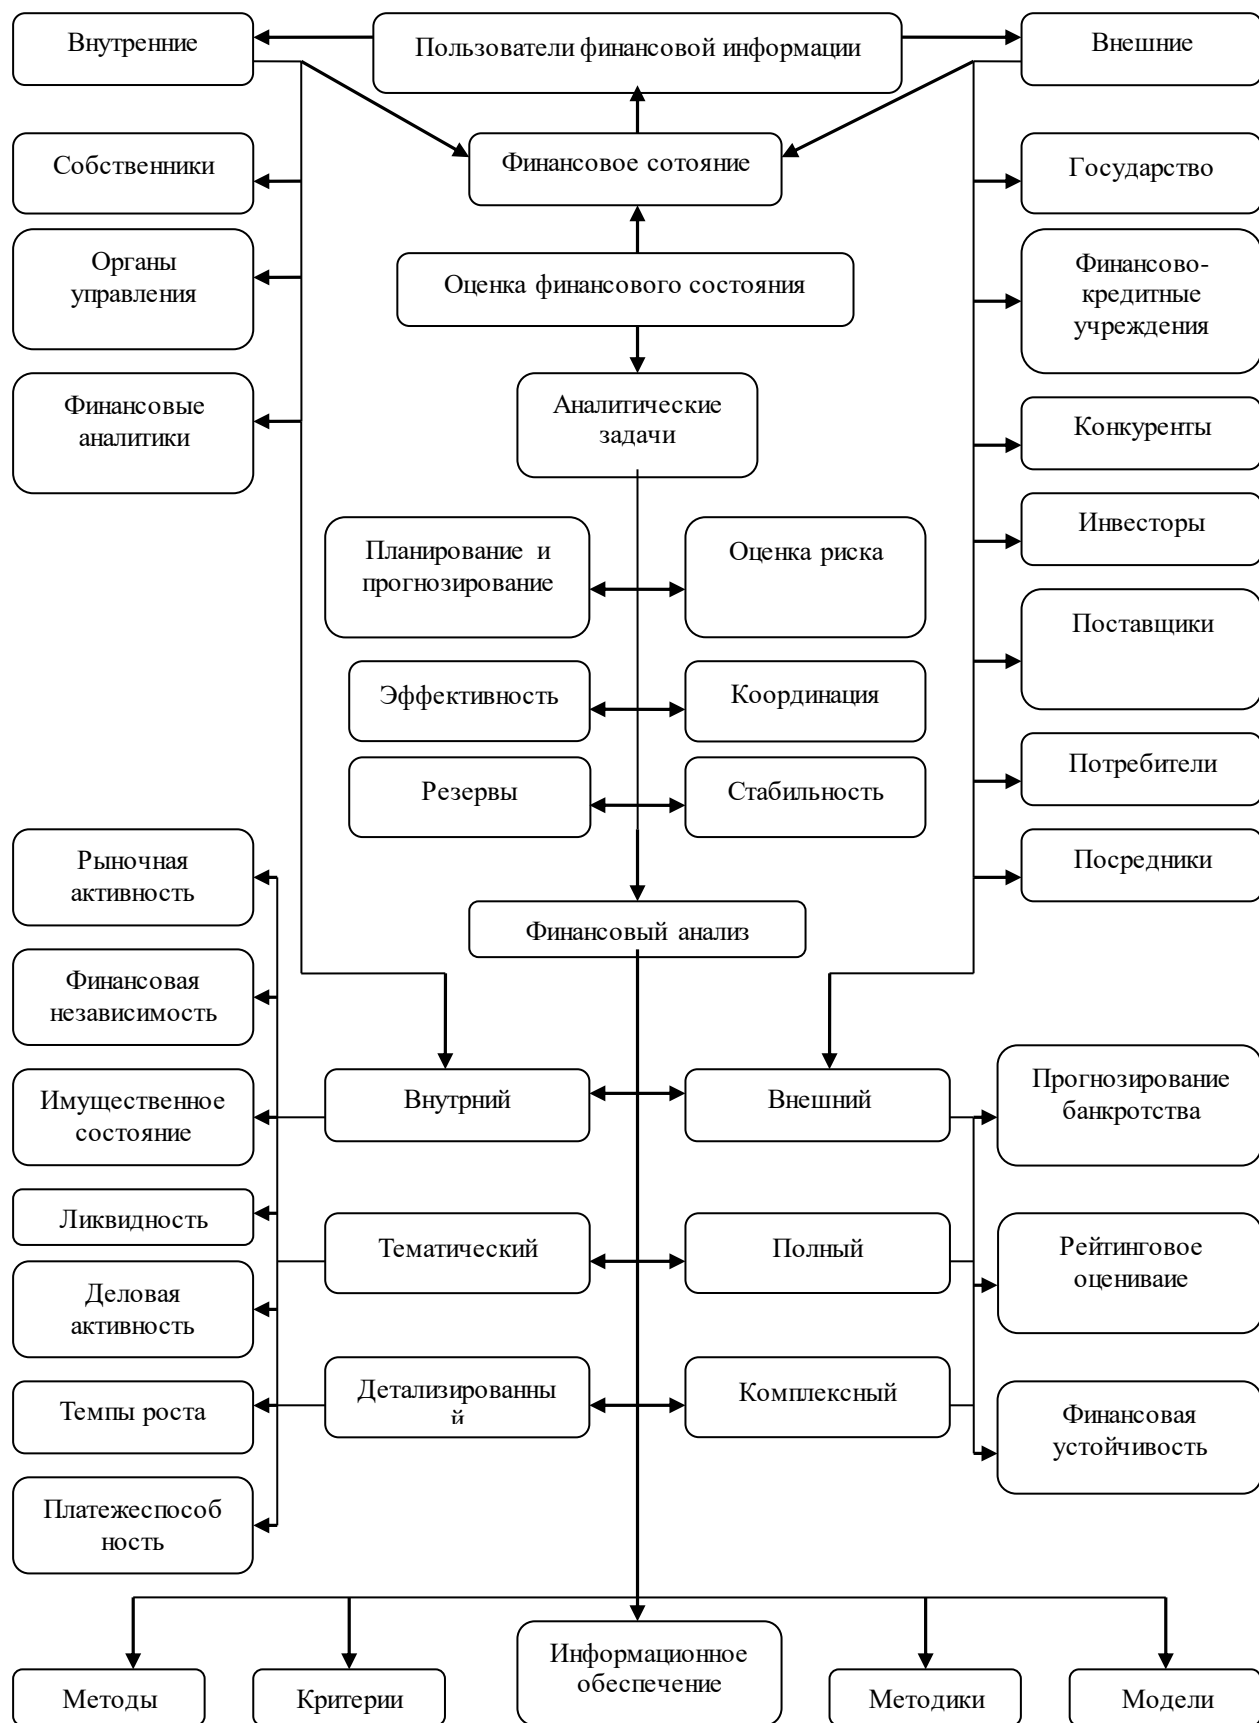 Внутренние
Пользователи финансовой информации
Внешние
Собственники
Финансовое сотояние
Государство
Органы
управления
Оценка финансового состояния
Финансово-
кредитные
учреждения
Финансовые
аналитики
Аналитические
задачи
Конкуренты
Планирование и
прогнозирование
Оценка риска
Инвесторы
Поставщики
Эффективность
Координация
Потребители
Резервы
Стабильность
Рыночная
активность
Посредники
Финансовый анализ
Финансовая
независимость
Имущественное
состояние
Внутрний
Внешний
Прогнозирование
банкротства
Ликвидность
Тематический
Полный
Рейтинговое
оцениваие
Деловая
активность
Темпы роста
Детализированны
й
Комплексный
Финансовая
устойчивость
Платежеспособ
ность
Методы
Критерии
Информационное
обеспечение
Методики
Модели